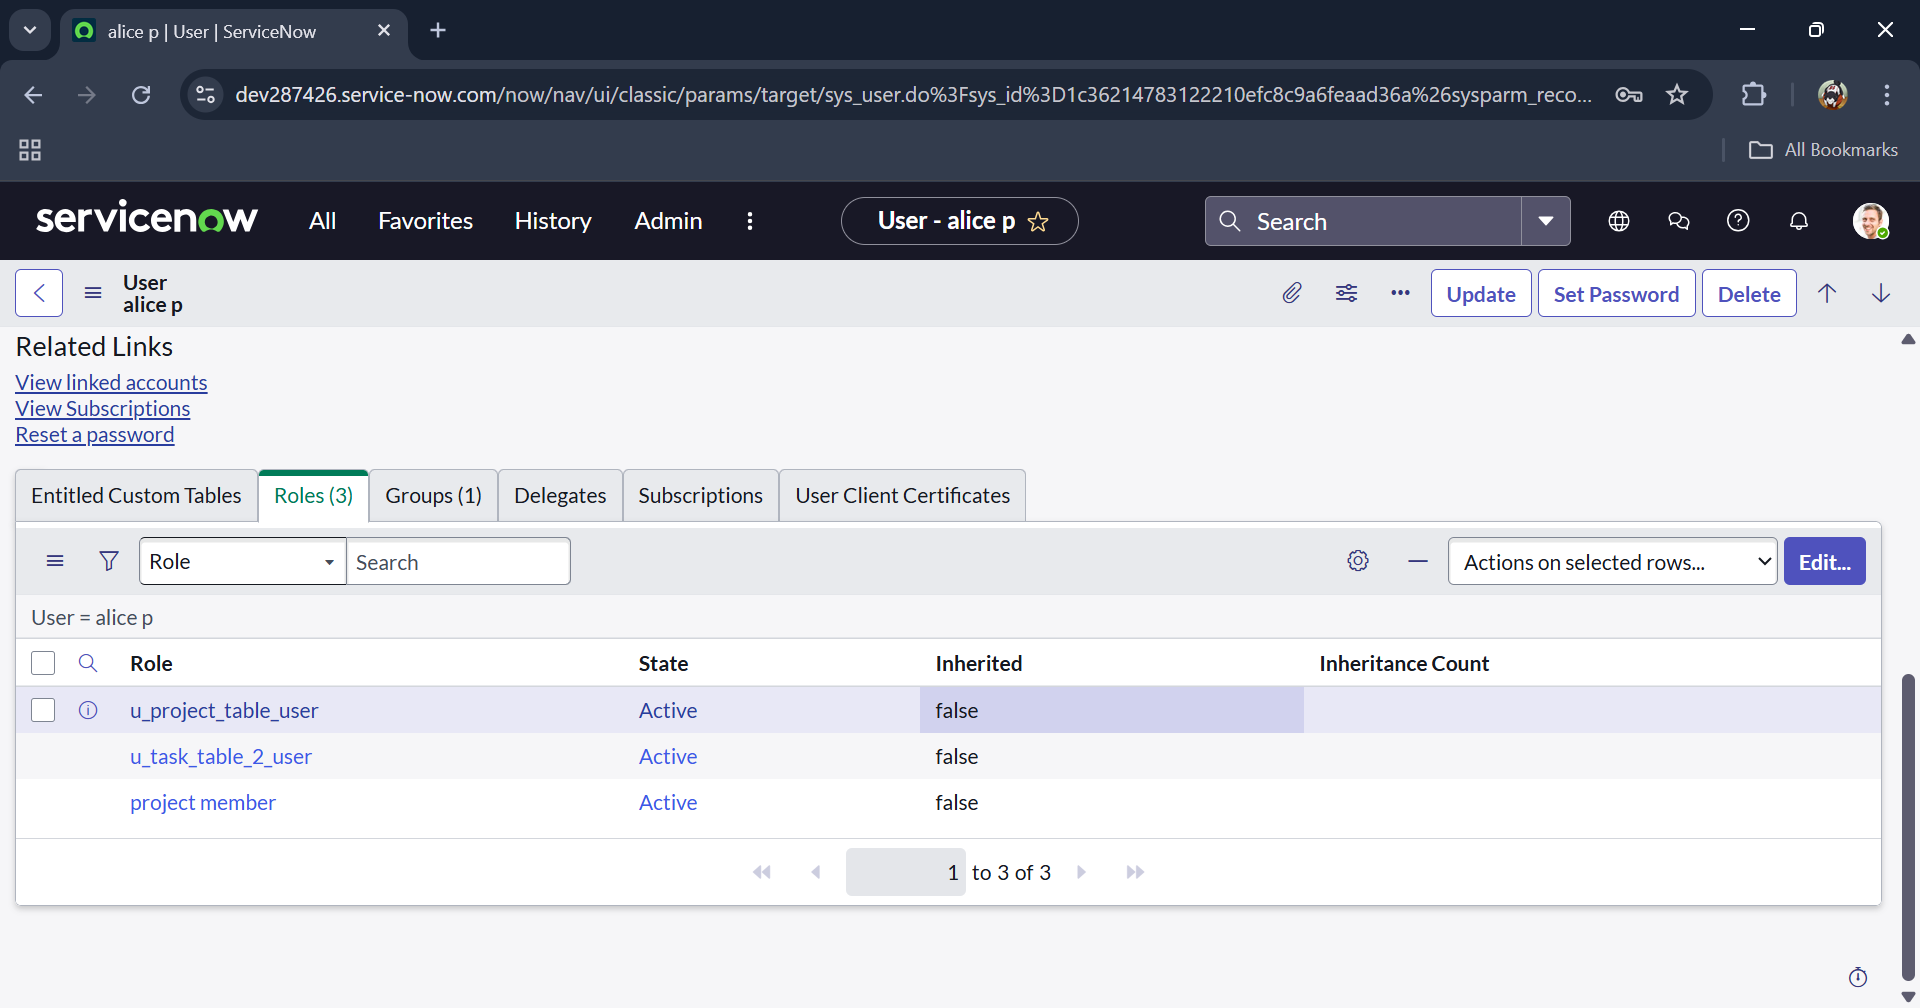 alice p | User | ServiceNow
dev287426.service-now.com/now/nav/ui/classic/params/target/sys_user.do%3Fsys_id%3D1c36214783122210efc8c9a6feaad36a%26sysparm_reco...
All Bookmarks
servicenow All Favorites History Admin User - alice p Search
User
alice p
Update Set Password Delete
Related Links
View linked accounts
View Subscriptions
Reset a password
Entitled Custom Tables Roles (3) Groups (1) Delegates Subscriptions User Client Certificates
Role Search Actions on selected rows... Edit...
User = alice p
Role State Inherited Inheritance Count
u_project_table_user Active false
u_task_table_2_user Active false
project member Active false
1 to 3 of 3